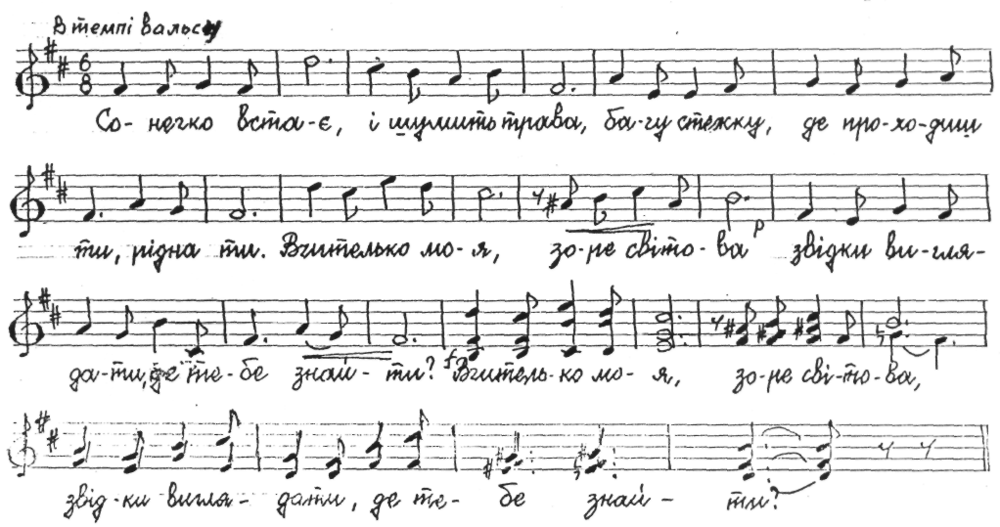 В темпі вальсу
6
8
Со-нечко вста-є, і шумить трава, ба-чу стежку, де про-хо-диш
ти, рідна ти. Вчителько мо-я, зо-ре світо-ва звідки ви-гля-
p
да-ти, де те-бе знай-ти? Вчитель-ко мо-я, зо-ре сві-то-ва,
f
звід-ки вигля-дати, де те-бе знай-ти?